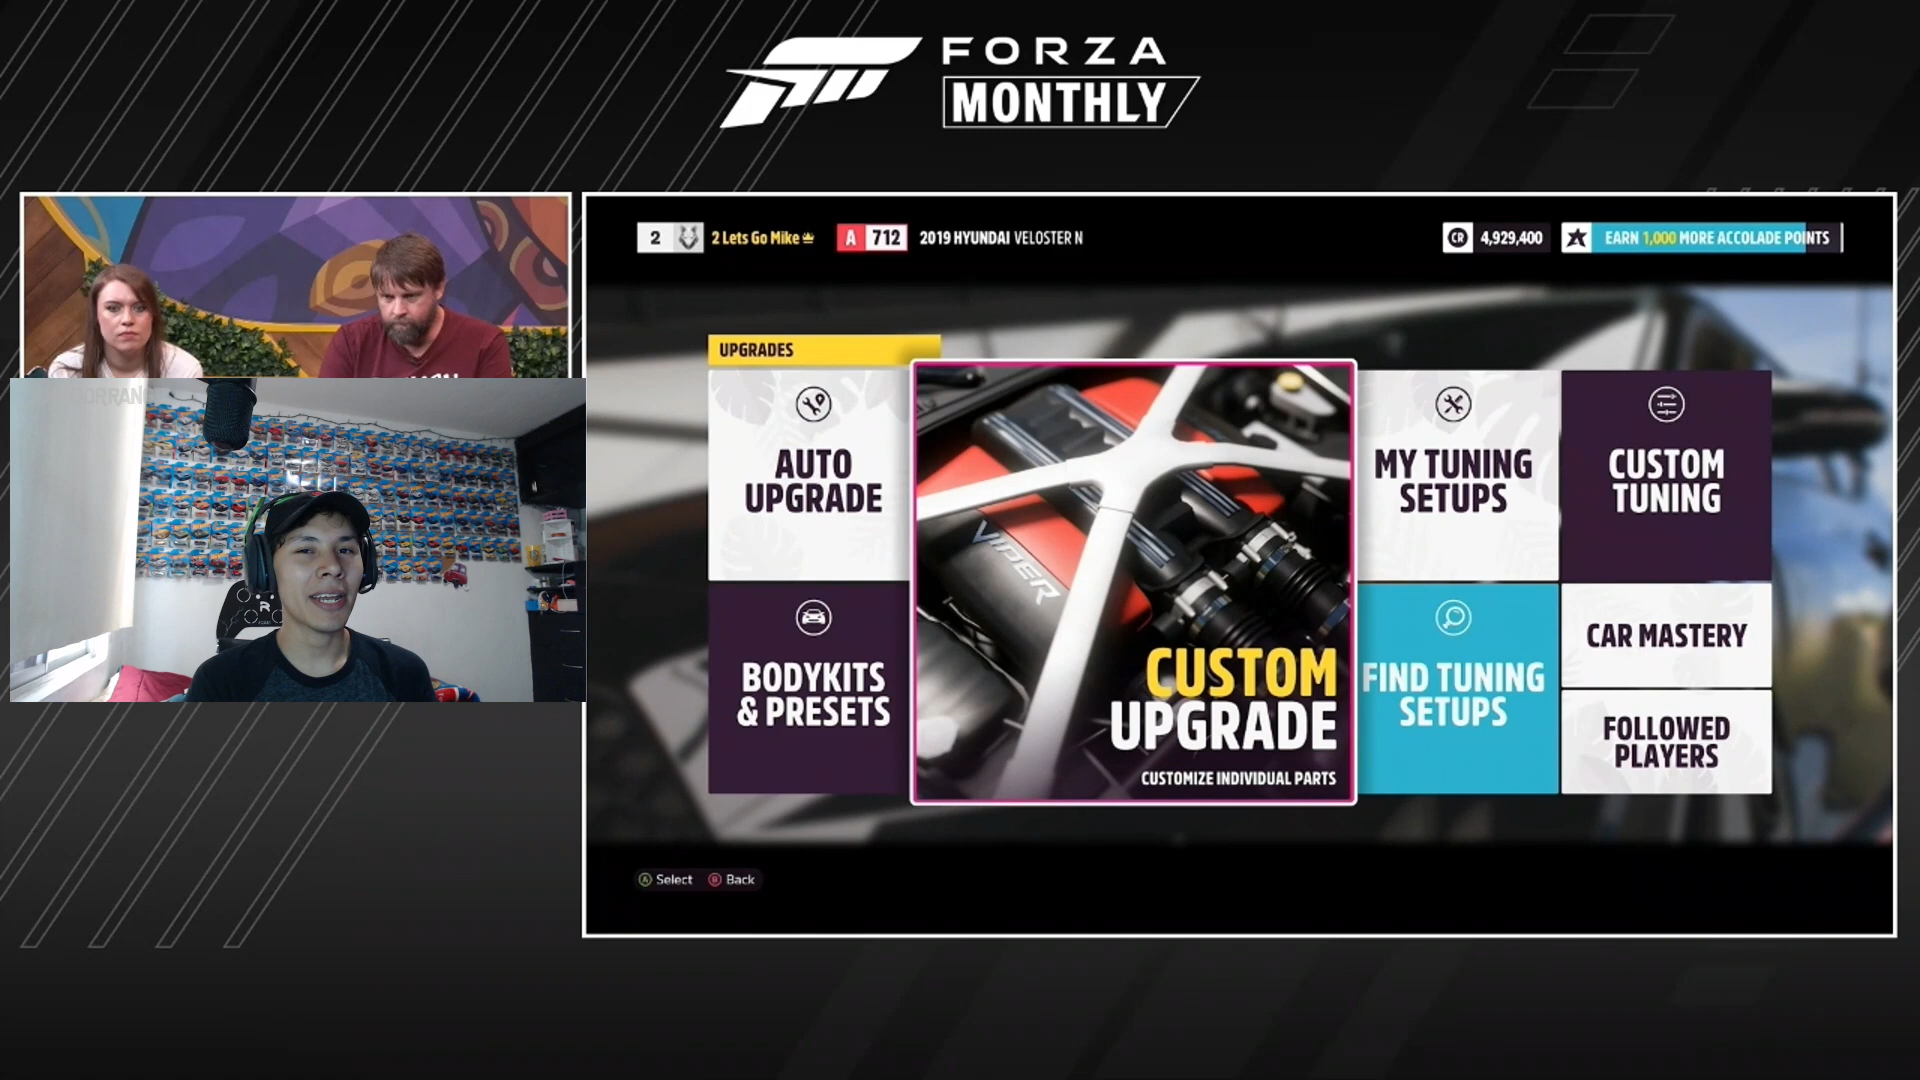 FORZA
MONTHLY
2
2 Lets Go Mike
A 712
2019 HYUNDAI VELOSTER N
CR 4,929,400
EARN 1,000 MORE ACCOLADE POINTS
UPGRADES
AUTO
UPGRADE
VIPER
CUSTOM
UPGRADE
CUSTOMIZE INDIVIDUAL PARTS
MY TUNING
SETUPS
CUSTOM
TUNING
BODYKITS
& PRESETS
FIND TUNING
SETUPS
CAR MASTERY
FOLLOWED
PLAYERS
A Select B Back